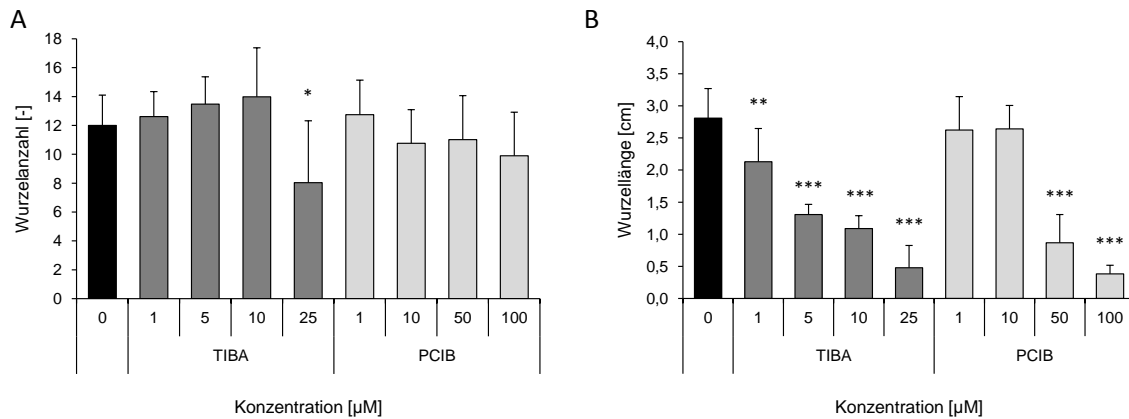 A
Wurzelanzahl [-]
18
16
14
12
10
8
6
4
2
0
*
0 1 5 10 25 1 10 50 100
TIBA PCIB
Konzentration [µM]
B
Wurzellänge [cm]
4,0
3,5
3,0
2,5
2,0
1,5
1,0
0,5
0,0
**
***
***
***
***
***
0 1 5 10 25 1 10 50 100
TIBA PCIB
Konzentration [µM]